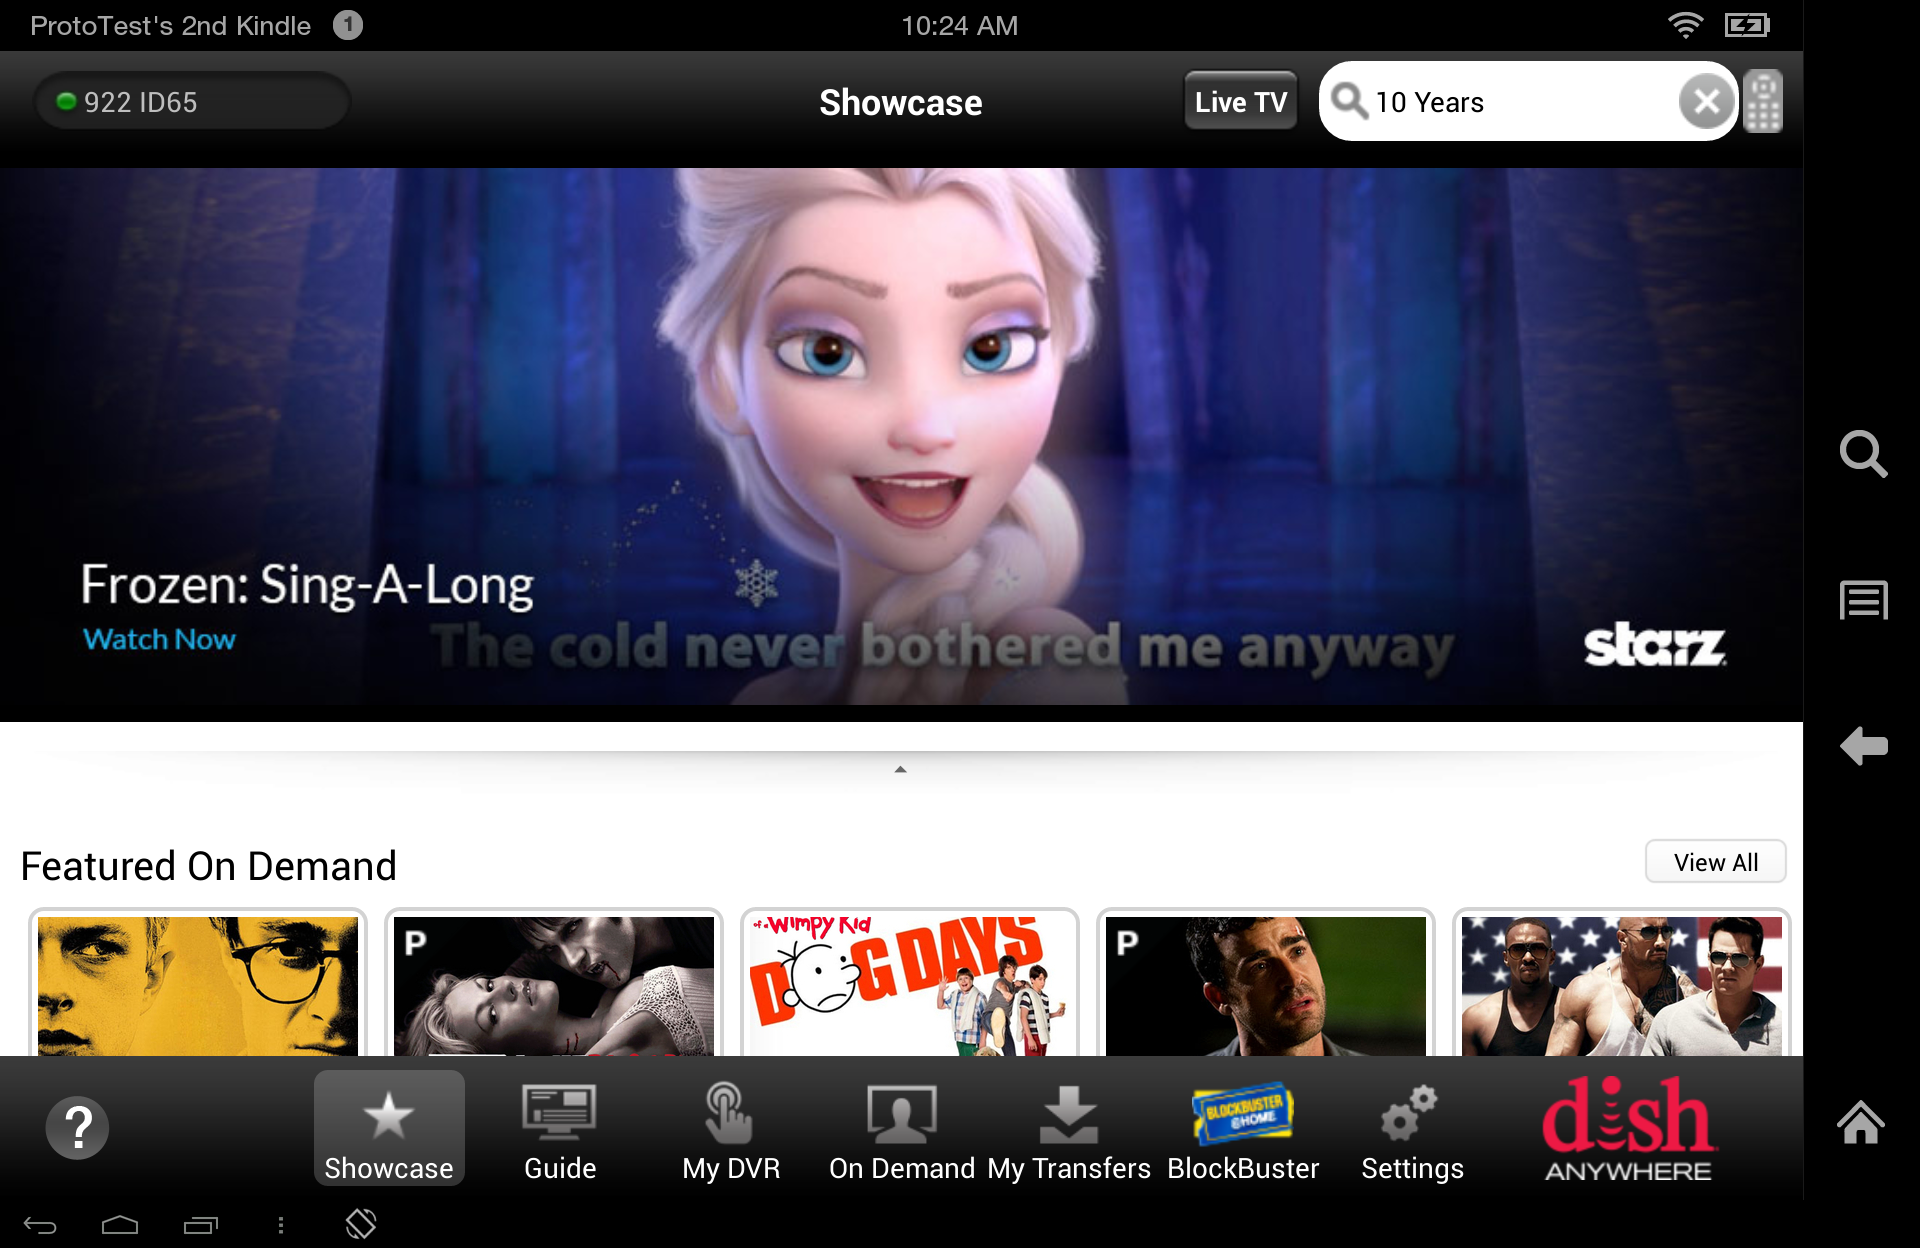 ProtoTest's 2nd Kindle 1 10:24 AM
922 ID65 Showcase Live TV 10 Years
Frozen: Sing-A-Long
Watch Now
The cold never bothered me anyway
starz
Featured On Demand View All
P
of a Wimpy Kid
DOG DAYS
P
?
Showcase Guide My DVR On Demand My Transfers BLOCKBUSTER @HOME BlockBuster Settings
dish
ANYWHERE